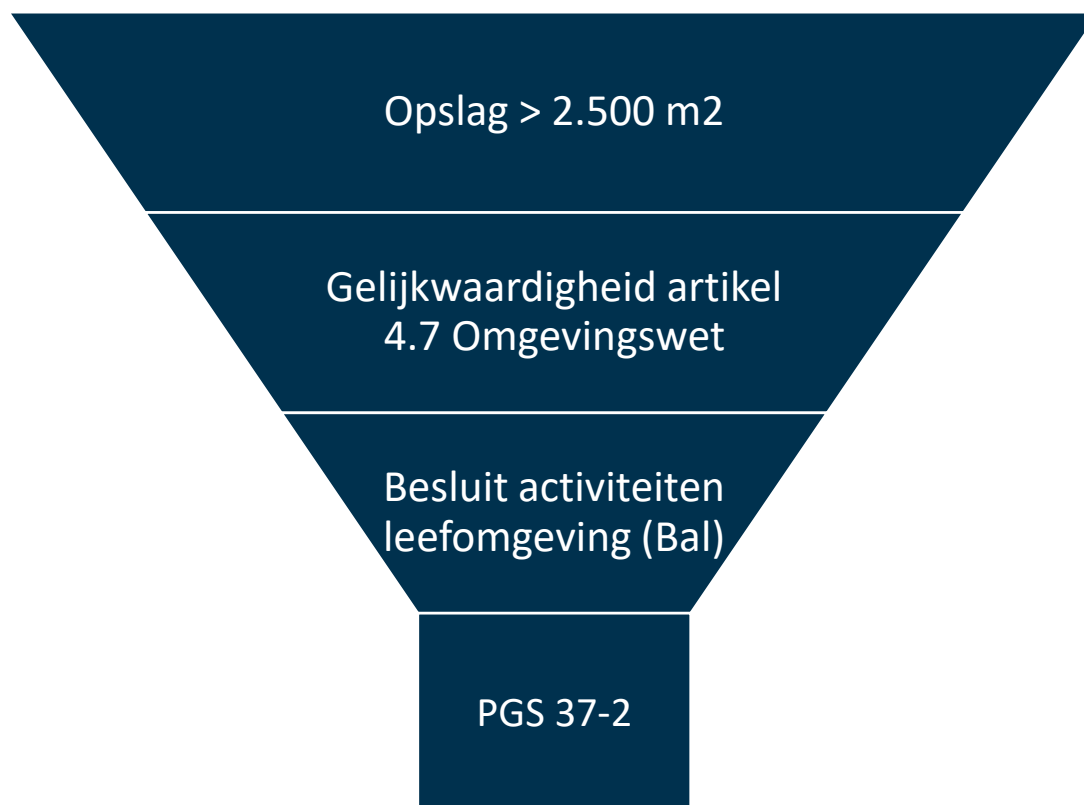 Opslag > 2.500 m2
Gelijkwaardigheid artikel
4.7 Omgevingswet
Besluit activiteiten
leefomgeving (Bal)
PGS 37-2